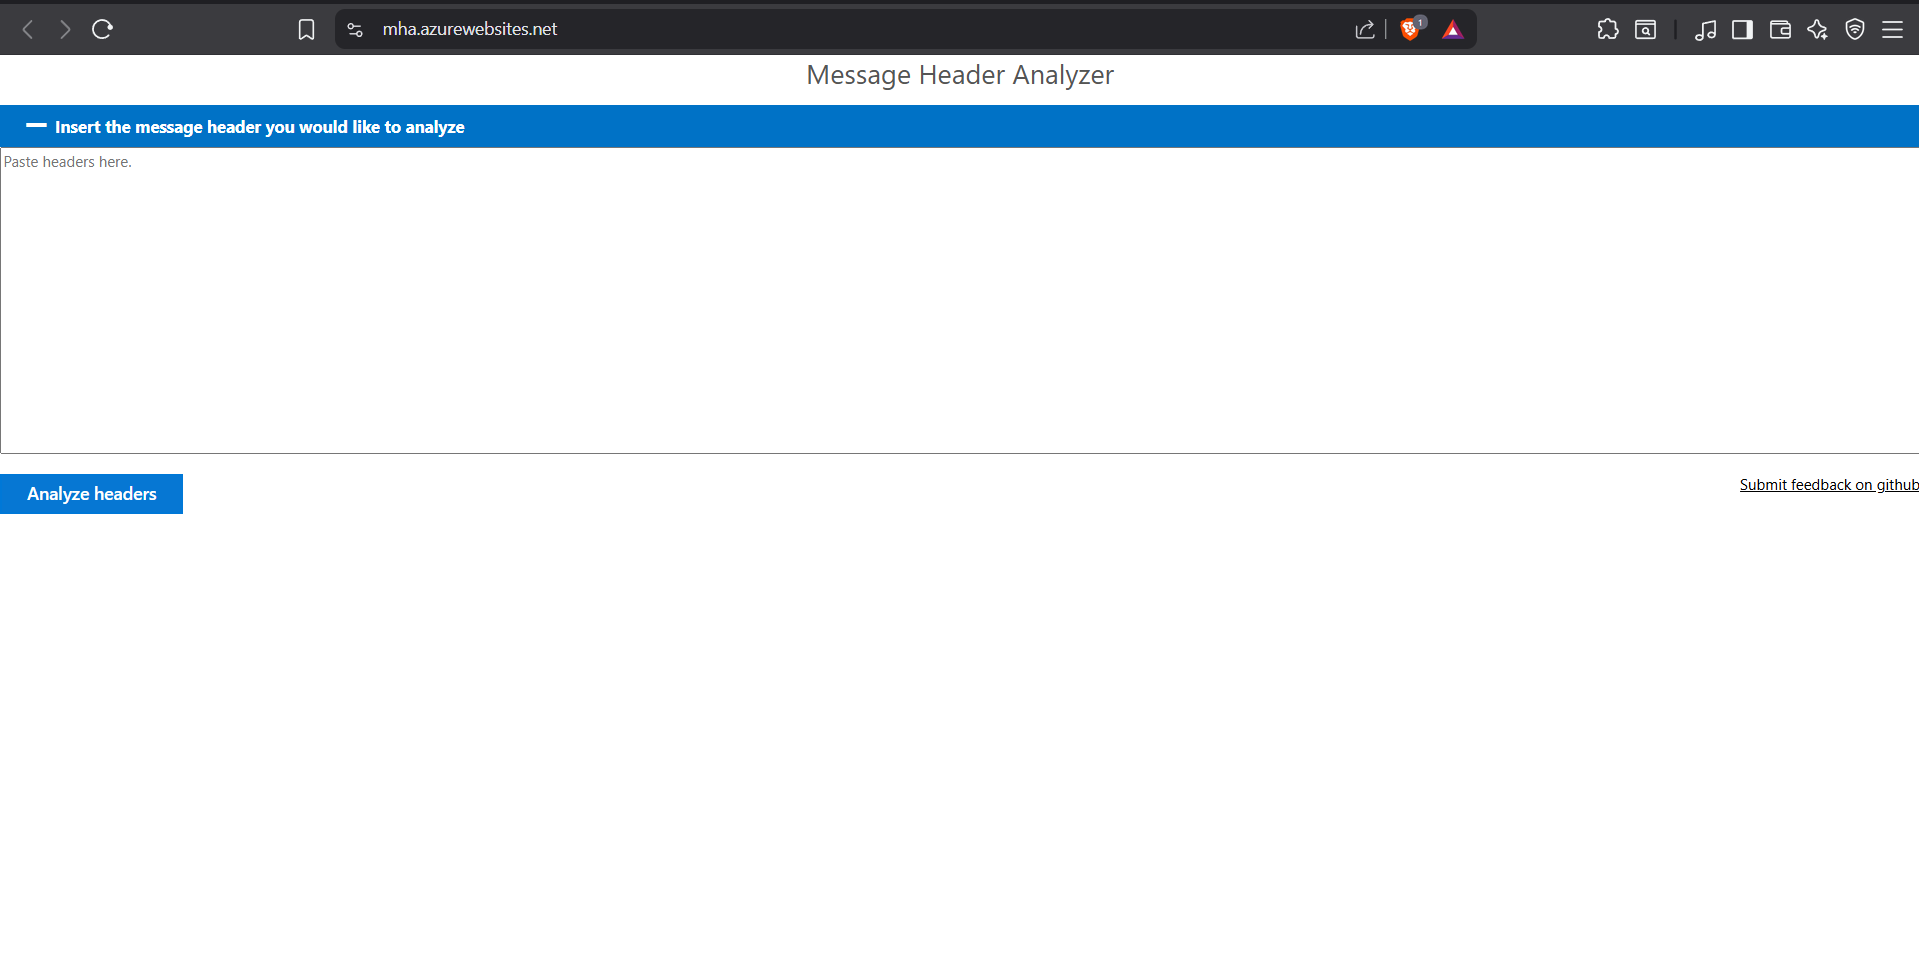 mha.azurewebsites.net
1
Message Header Analyzer
Insert the message header you would like to analyze
Paste headers here.
Analyze headers
Submit feedback on github